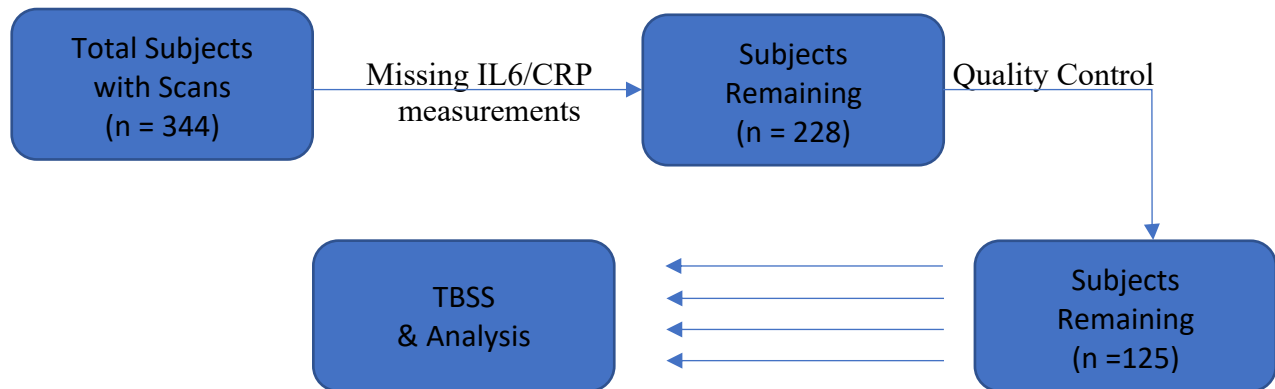 Total Subjects
with Scans
(n = 344)
Missing IL6/CRP
measurements
Subjects
Remaining
(n = 228)
Quality Control
Subjects
Remaining
(n =125)
TBSS
& Analysis